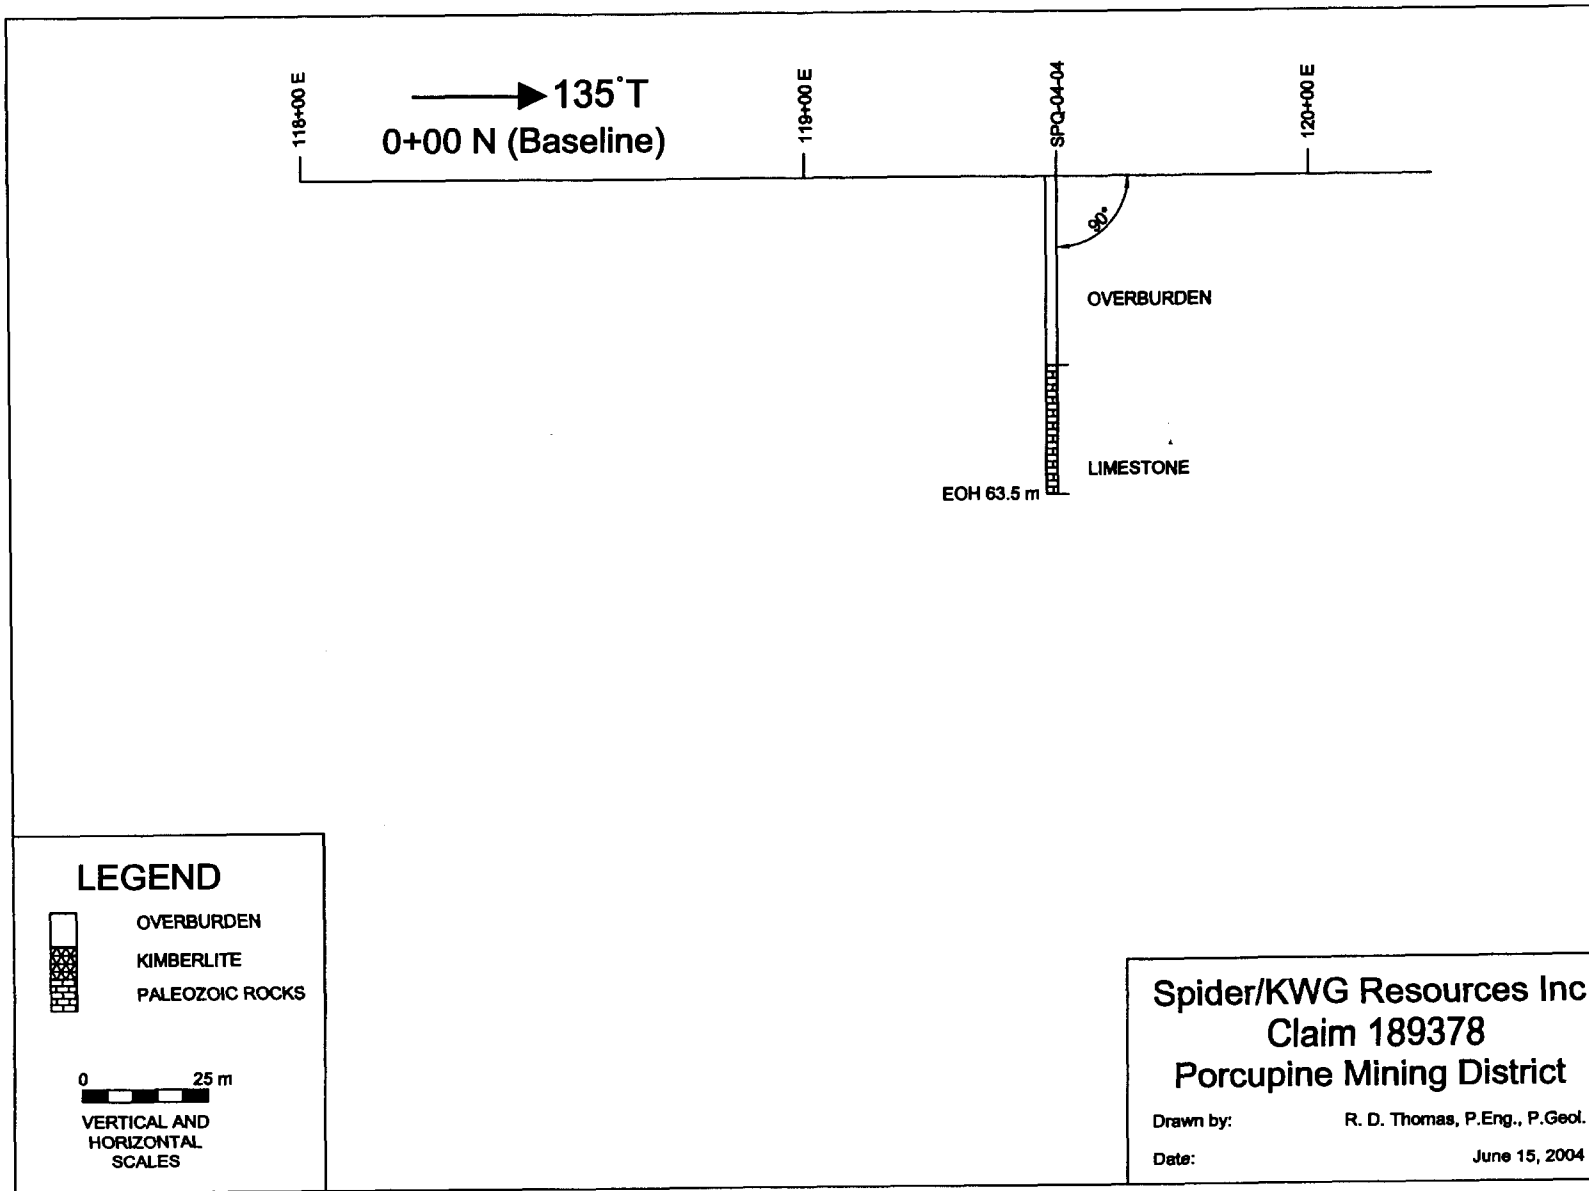 118+00 E
135°T
0+00 N (Baseline)
119+00 E
SPQ-04-04
120+00 E
90°
OVERBURDEN
LIMESTONE
EOH 63.5 m
LEGEND
OVERBURDEN
KIMBERLITE
PALEOZOIC ROCKS
0 25 m
VERTICAL AND
HORIZONTAL
SCALES
Spider/KWG Resources Inc
Claim 189378
Porcupine Mining District
Drawn by: R. D. Thomas, P.Eng., P.Geol.
Date: June 15, 2004